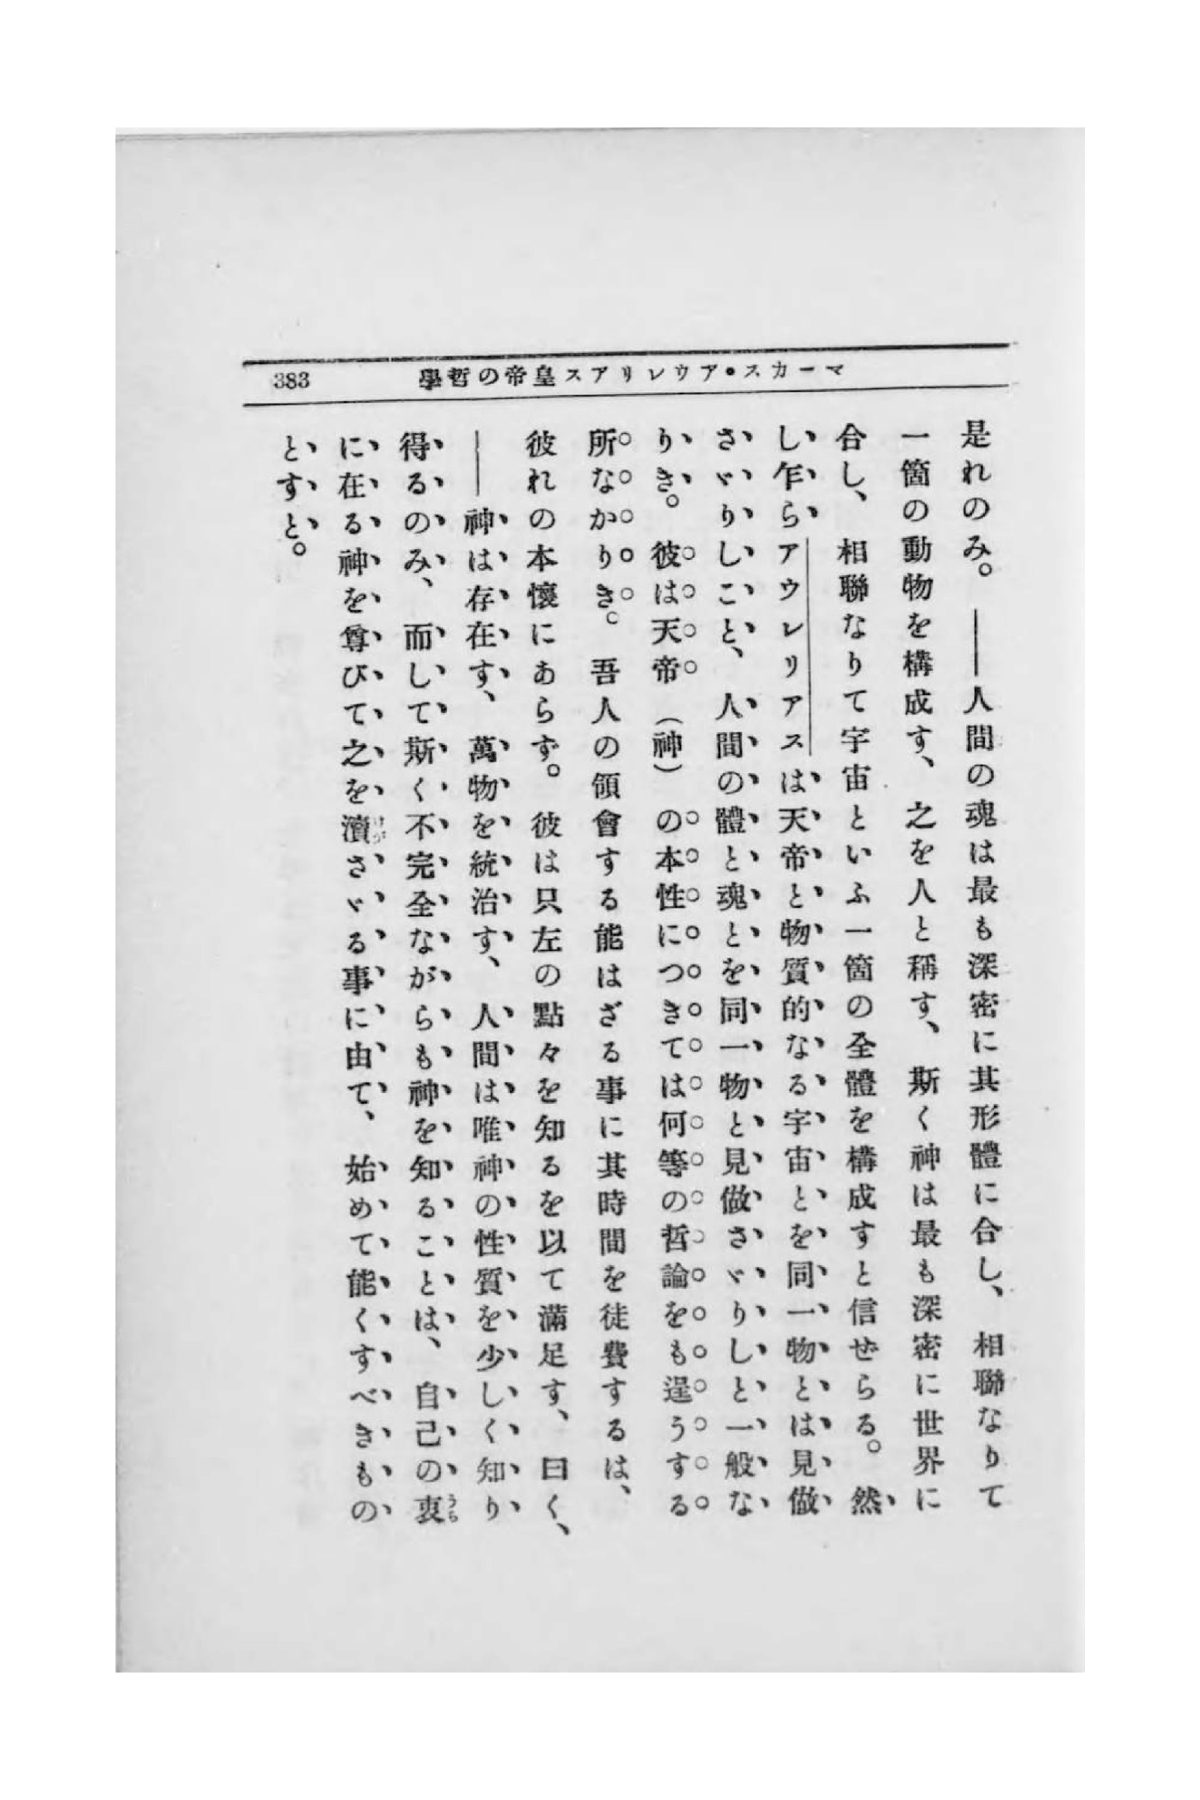 マーカス・アウレリアス皇帝の哲學
383
是れのみ。――人間の魂は最も深密に其形體に合し、相聯なりて
一箇の動物を構成す、之を人と稱す、斯く神は最も深密に世界に
合し、相聯なりて宇宙といふ一箇の全體を構成すと信ぜらる。然
し乍らアウレリアスは天帝と物質的なる宇宙とを同一物とは見做
さゞりしこと、人間の體と魂とを同一物と見做さゞりしと一般な
りき。彼は天帝(神)の本性につきては何等の哲論をも逞うする
所なかりき。吾人の領會する能はざる事に其時間を徒費するは、
彼れの本懷にあらず。彼は只左の點々を知るを以て滿足す、曰く、
――神は存在す、萬物を統治す、人間は唯神の性質を少しく知り
得るのみ、而して斯く不完全ながらも神を知ることは、自己の衷うち
に在る神を尊びて之を瀆けがさゞる事に由て、始めて能くすべきもの
とすと。